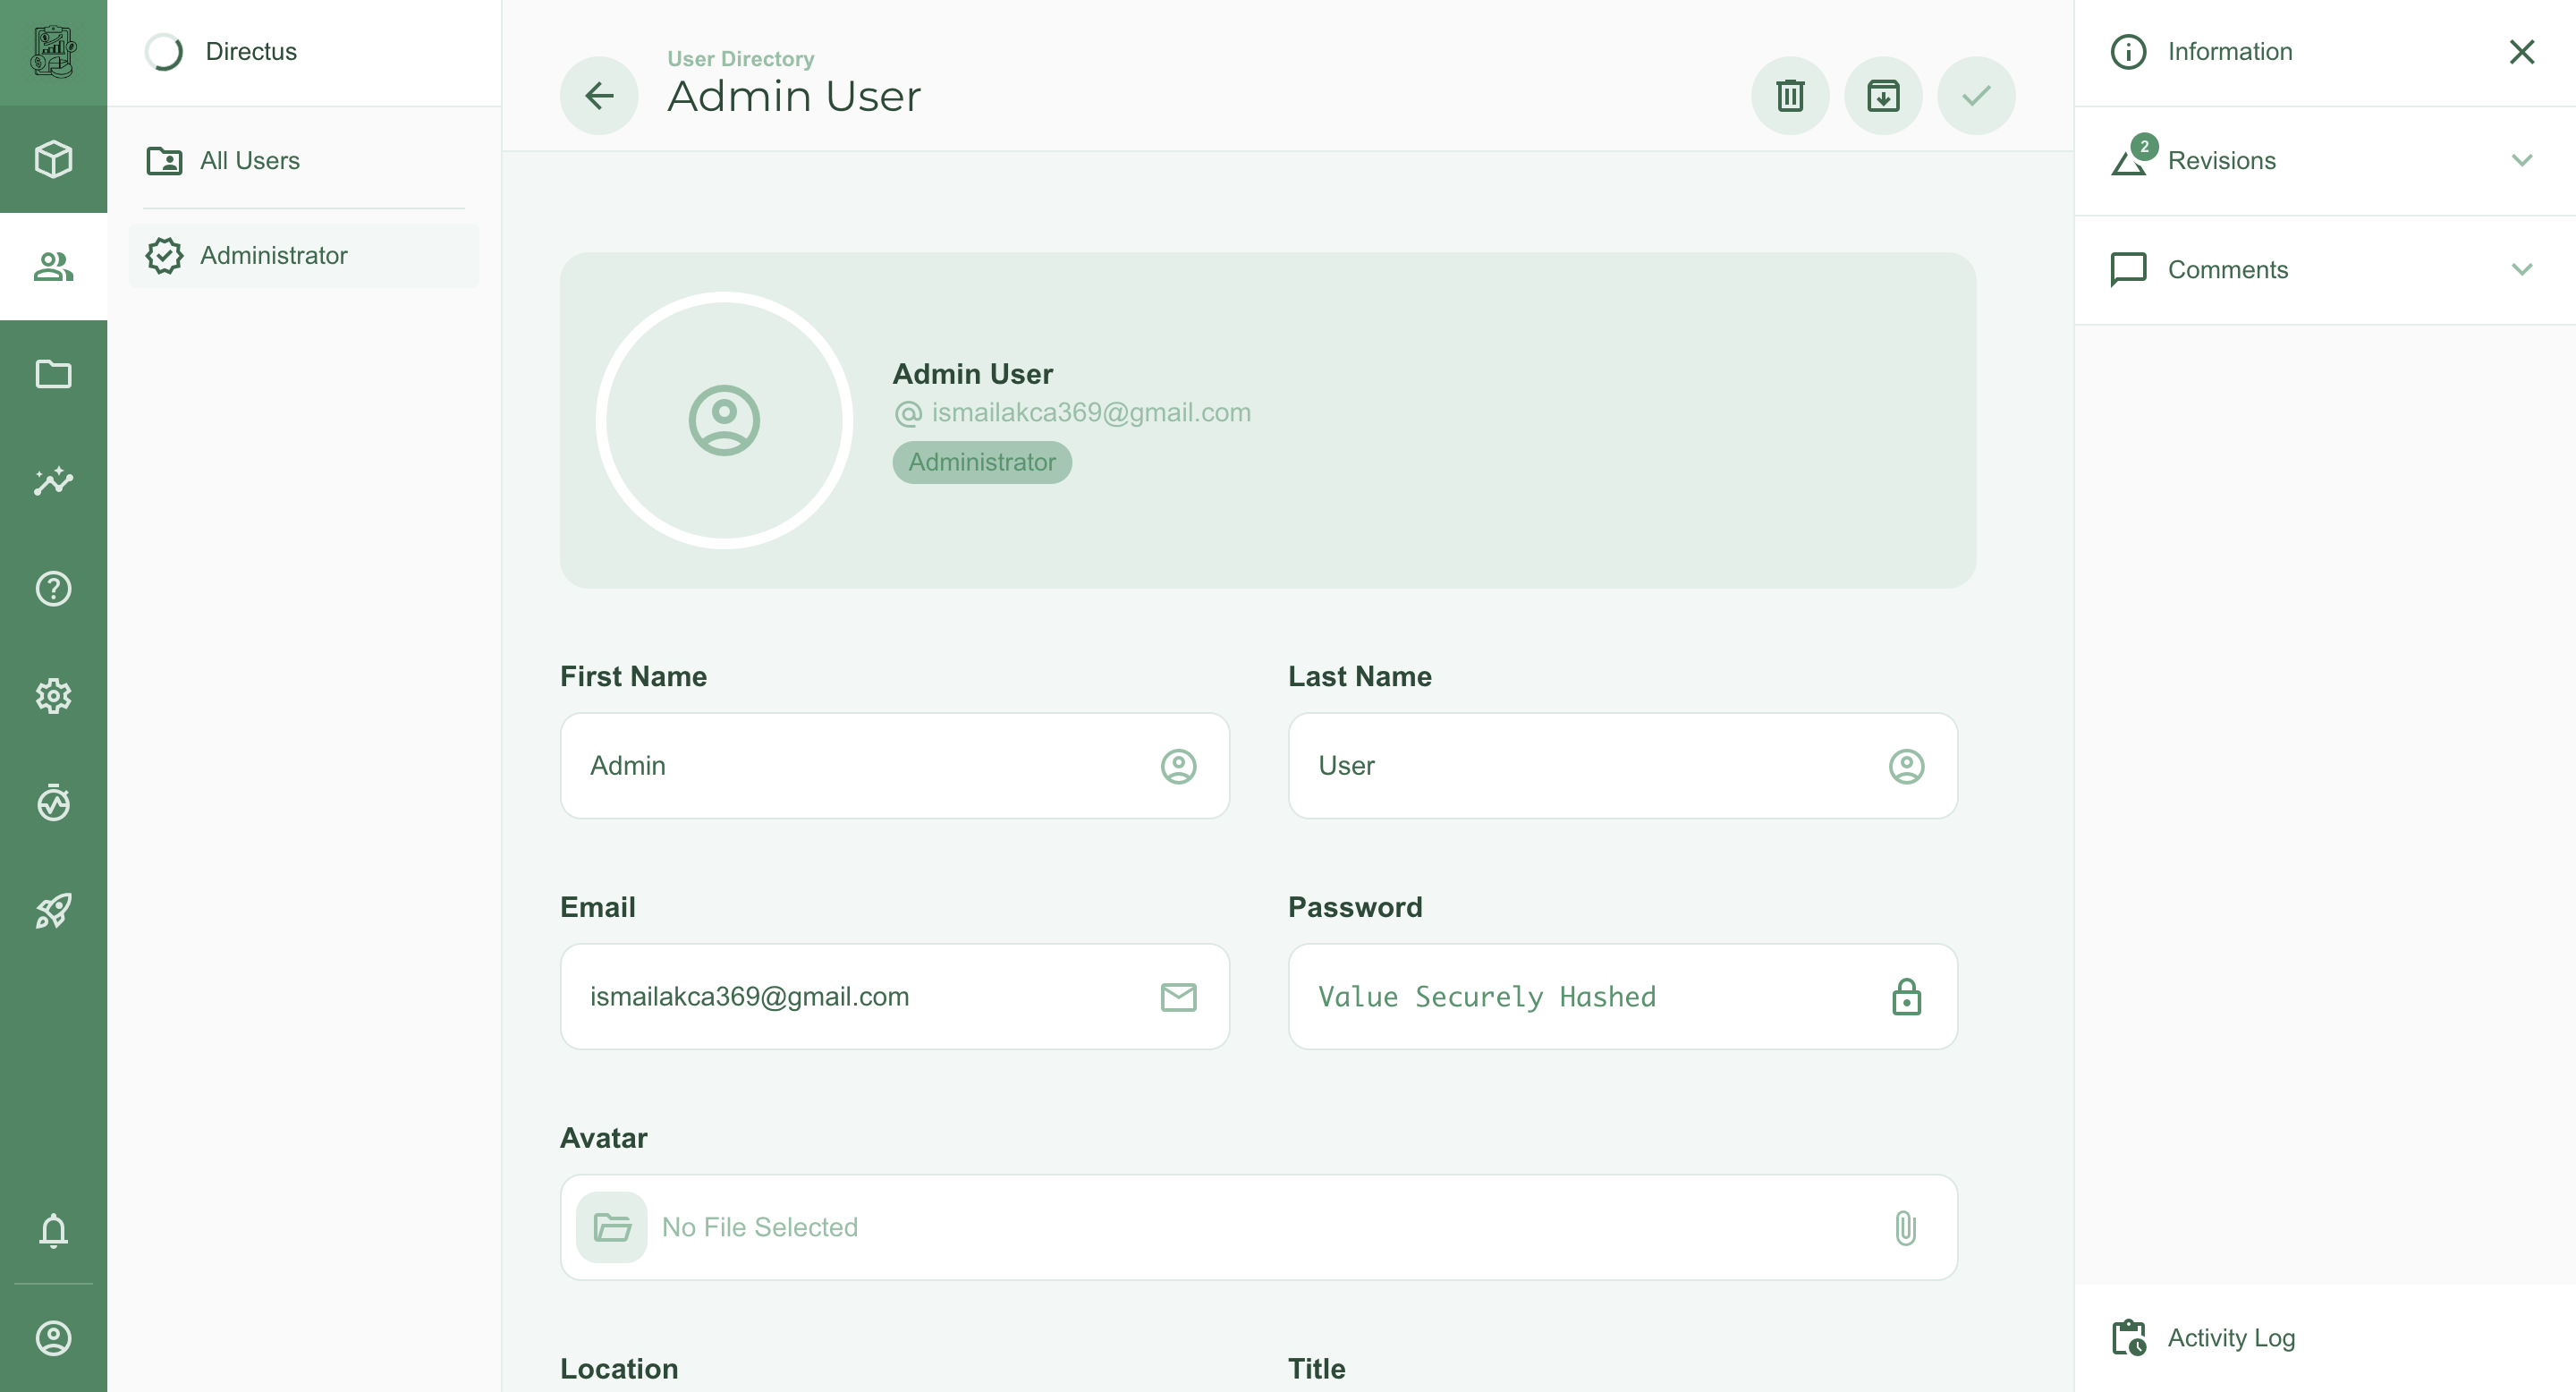 Directus
All Users
Administrator
User Directory
Admin User
Admin User
ismailakca369@gmail.com
Administrator
First Name
Last Name
Admin
User
Email
Password
ismailakca369@gmail.com
Value Securely Hashed
Avatar
No File Selected
Location
Title
Information
2
Revisions
Comments
Activity Log